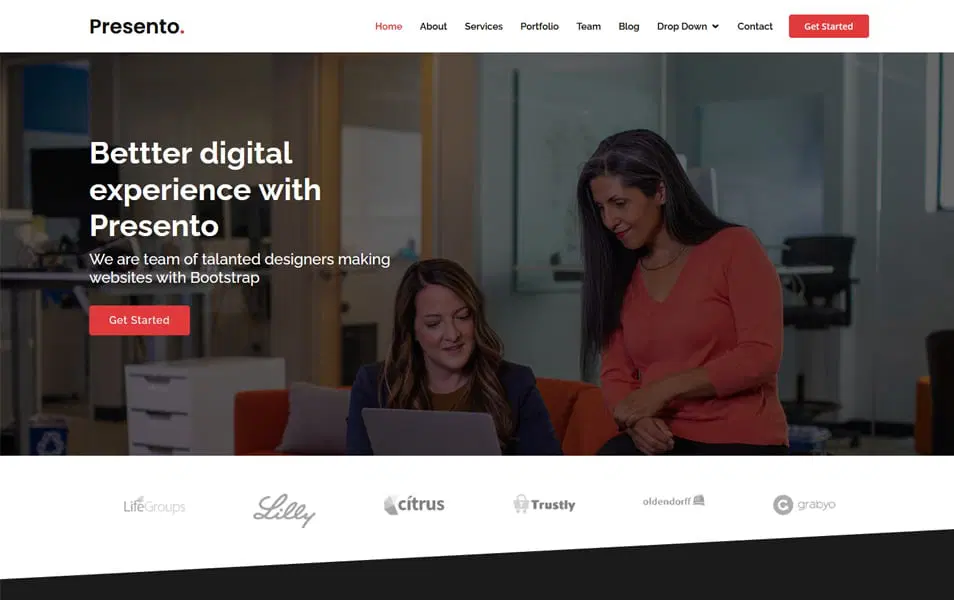 Presento.
Home About Services Portfolio Team Blog Drop Down Contact Get Started
Bettter digital
experience with
Presento
We are team of talanted designers making
websites with Bootstrap
Get Started
LifeGroups Lilly cítrus Trustly oldendorff grabyo